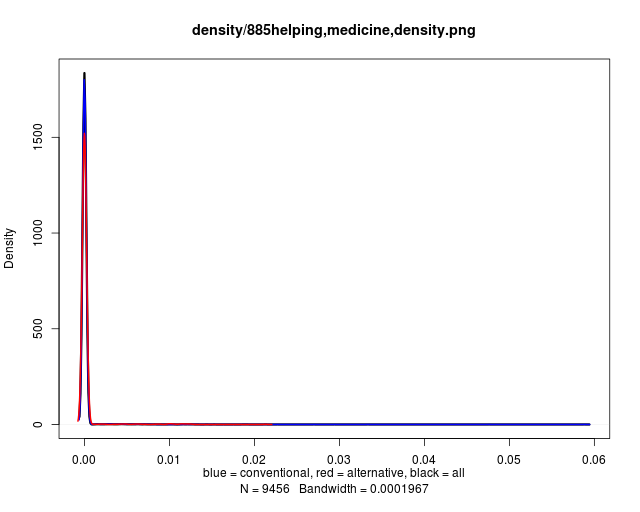 density/885helping,medicine,density.png
Density
1500
1000
500
0
0.00 0.01 0.02 0.03 0.04 0.05 0.06
blue = conventional, red = alternative, black = all
N = 9456 Bandwidth = 0.0001967